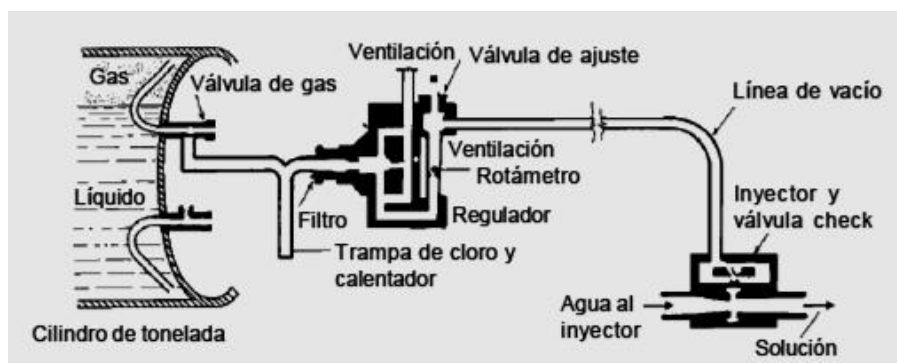 Ventilación
Válvula de ajuste
Gas
Válvula de gas
Línea de vacío
Ventilación
Rotámetro
Líquido
Filtro
Regulador
Inyector y
válvula check
Trampa de cloro y
calentador
Agua al
inyector
Cilindro de tonelada
Solución